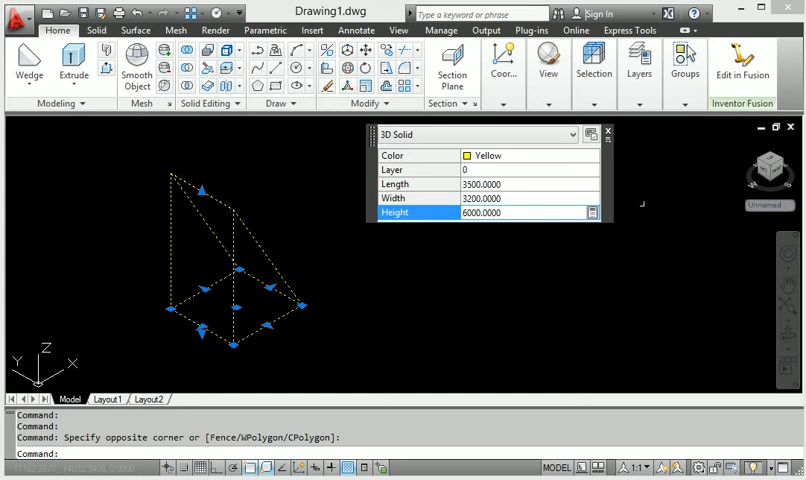 Drawing1.dwg
Type a keyword or phrase
Sign In
Home Solid Surface Mesh Render Parametric Insert Annotate View Manage Output Plug-ins Online Express Tools
Wedge
Extrude
Smooth
Object
Section
Plane
Coor...
View
Selection
Layers
Groups
Edit in Fusion
Modeling
Mesh
Solid Editing
Draw
Modify
Section
Inventor Fusion
3D Solid
Color Yellow
Layer 0
Length 3500.0000
Width 3200.0000
Height 6000.0000
Unnamed...
Z
Y
X
Model Layout1 Layout2
Command:
Command:
Command: Specify opposite corner or [Fence/WPolygon/CPolygon]:
Command:
MODEL
1:1